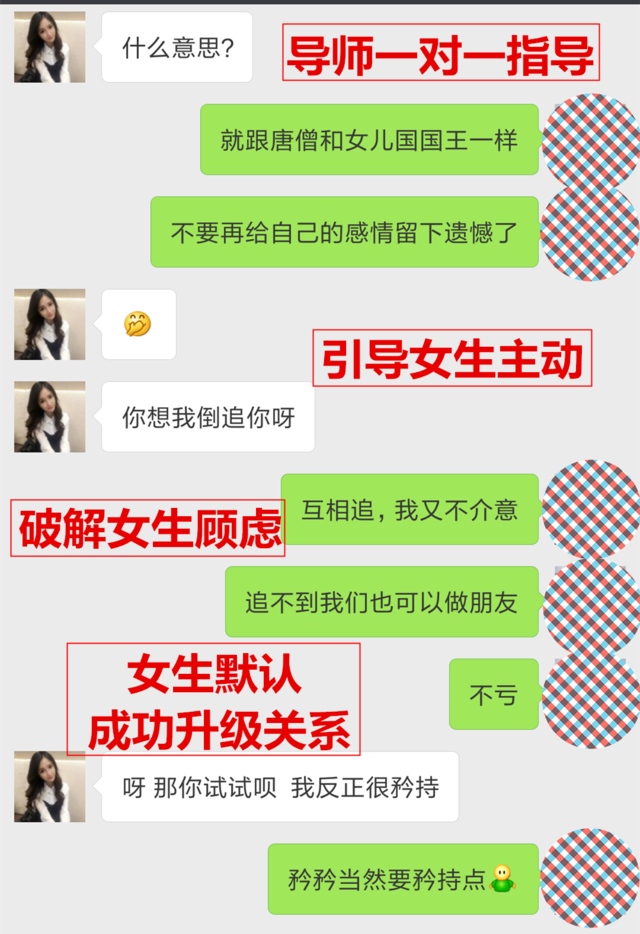 什么意思?
导师一对一指导
就跟唐僧和女儿国国王一样
不要再给自己的感情留下遗憾了
引导女生主动
你想我倒追你呀
互相追,我又不介意
破解女生顾虑
追不到我们也可以做朋友
女生默认
成功升级关系
不亏
呀 那你试试呗 我反正很矜持
矜矜当然要矜持点